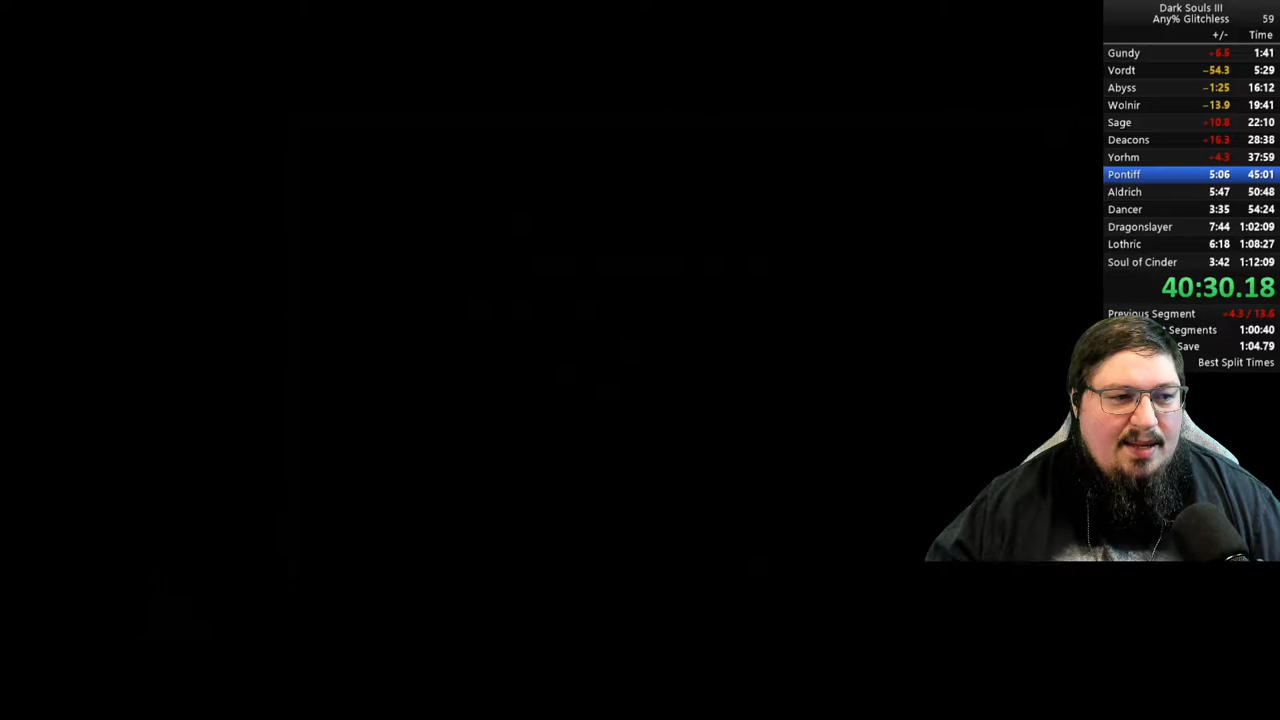 Dark Souls III
Any% Glitchless 59
+/- Time
Gundy +6.5 1:41
Vordt −54.3 5:29
Abyss −1:25 16:12
Wolnir −13.9 19:41
Sage +10.8 22:10
Deacons +16.3 28:38
Yorhm +4.3 37:59
Pontiff 5:06 45:01
Aldrich 5:47 50:48
Dancer 3:35 54:24
Dragonslayer 7:44 1:02:09
Lothric 6:18 1:08:27
Soul of Cinder 3:42 1:12:09
40:30.18
Previous Segment +4.3 / 13.6
Segments 1:00:40
Save 1:04.79
Best Split Times